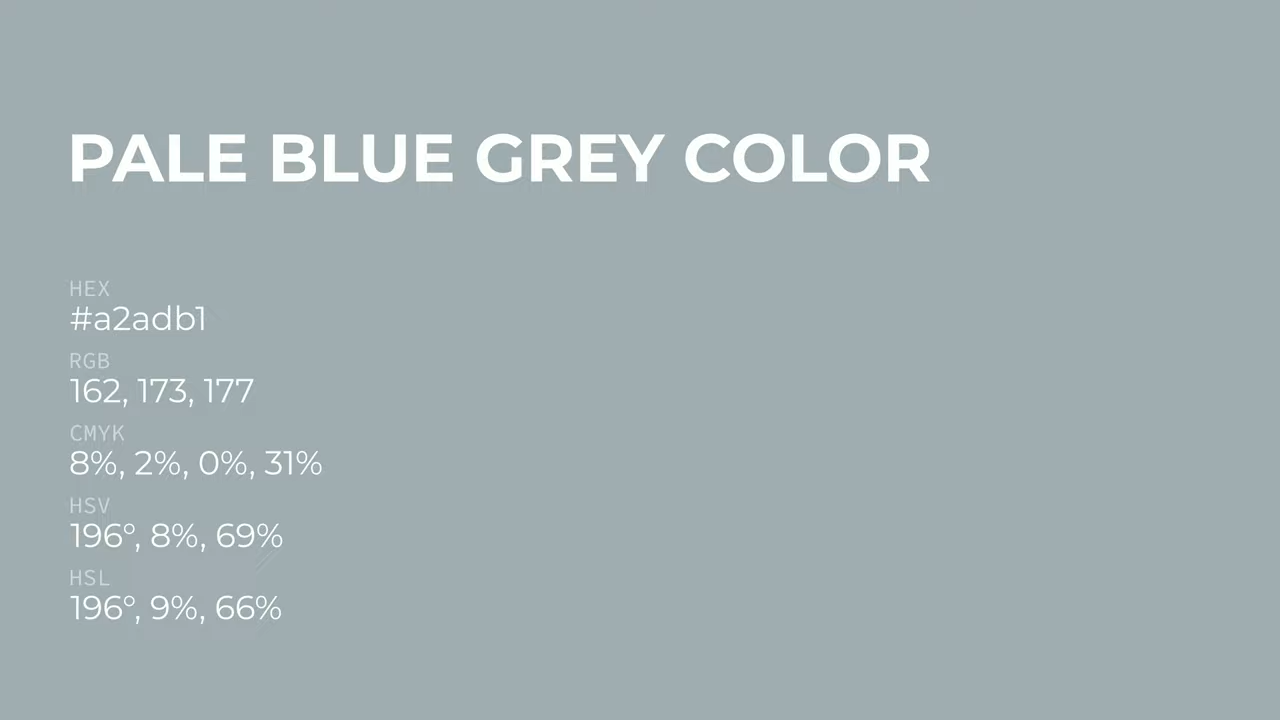 PALE BLUE GREY COLOR
HEX
#a2adb1
RGB
162, 173, 177
CMYK
8%, 2%, 0%, 31%
HSV
196°, 8%, 69%
HSL
196°, 9%, 66%